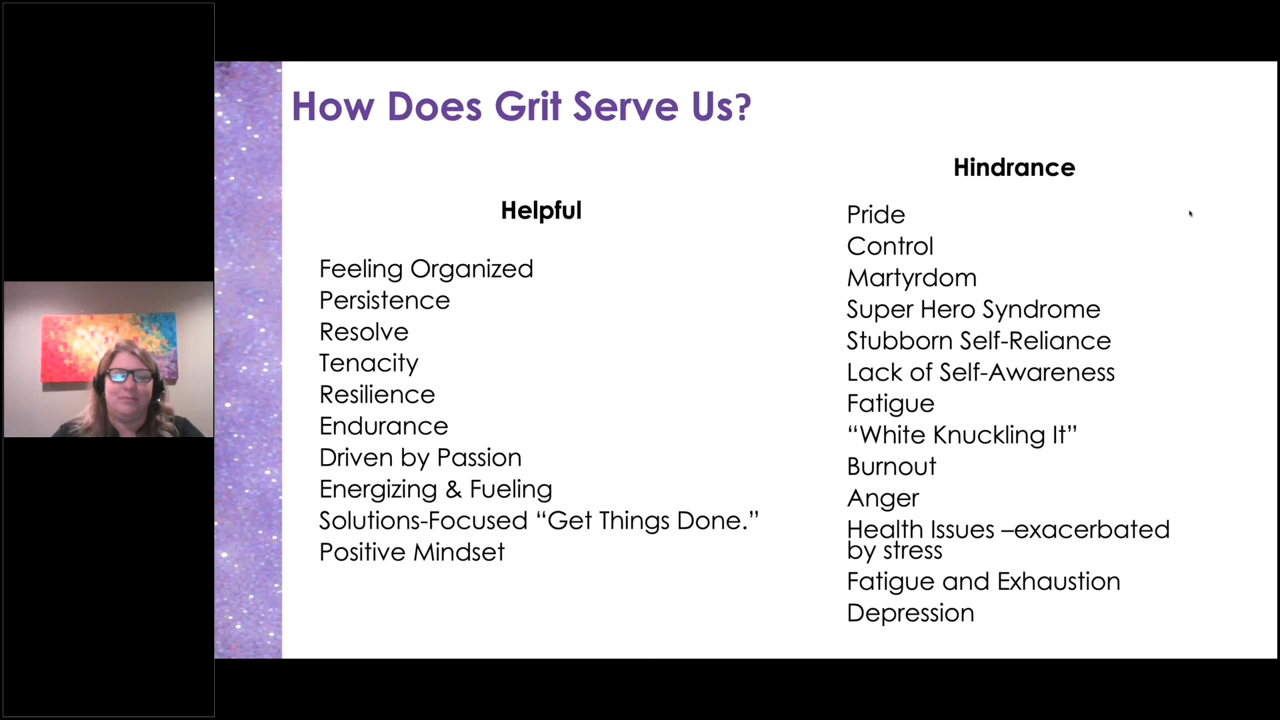 How Does Grit Serve Us?
Helpful
Feeling Organized
Persistence
Resolve
Tenacity
Resilience
Endurance
Driven by Passion
Energizing & Fueling
Solutions-Focused “Get Things Done.”
Positive Mindset
Hindrance
Pride
Control
Martyrdom
Super Hero Syndrome
Stubborn Self-Reliance
Lack of Self-Awareness
Fatigue
“White Knuckling It”
Burnout
Anger
Health Issues –exacerbated
by stress
Fatigue and Exhaustion
Depression